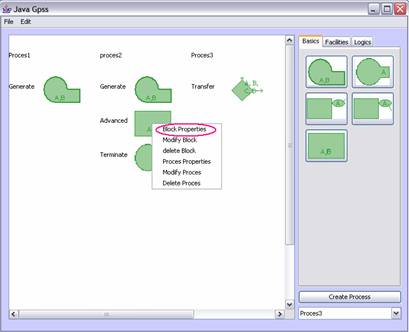 Java Gpss
File Edit
Proces1 proces2 Proces3
Generate A,B Generate A,B Transfer A, B, C,D
Advanced A
Terminate
Block Properties
Modify Block
delete Block
Proces Properties
Modify Proces
Delete Proces
Basics Facilities Logics
A,B A
A A
A,B
Create Process
Proces3